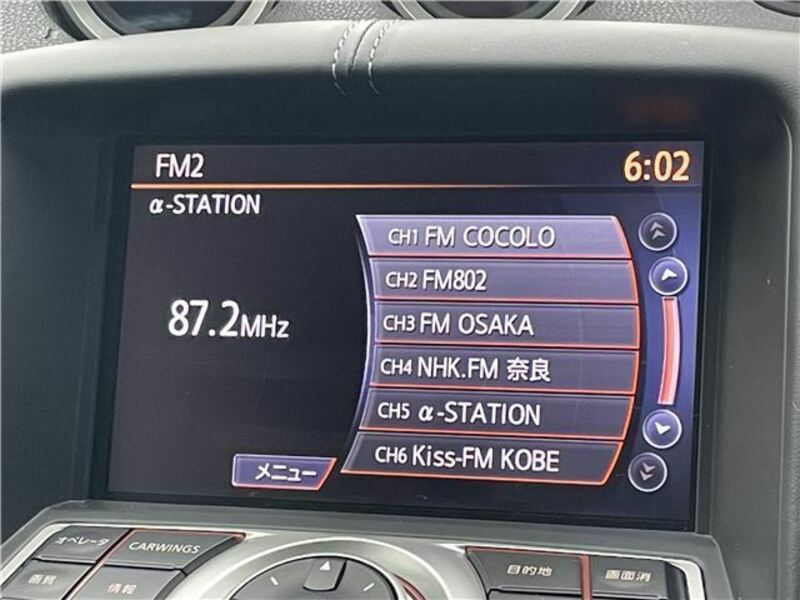 FM2
6:02
α-STATION
87.2MHz
CH1 FM COCOLO
CH2 FM802
CH3 FM OSAKA
CH4 NHK.FM 奈良
CH5 α-STATION
CH6 Kiss-FM KOBE
メニュー
オペレータ
CARWINGS
画質
情報
目的地
画面消